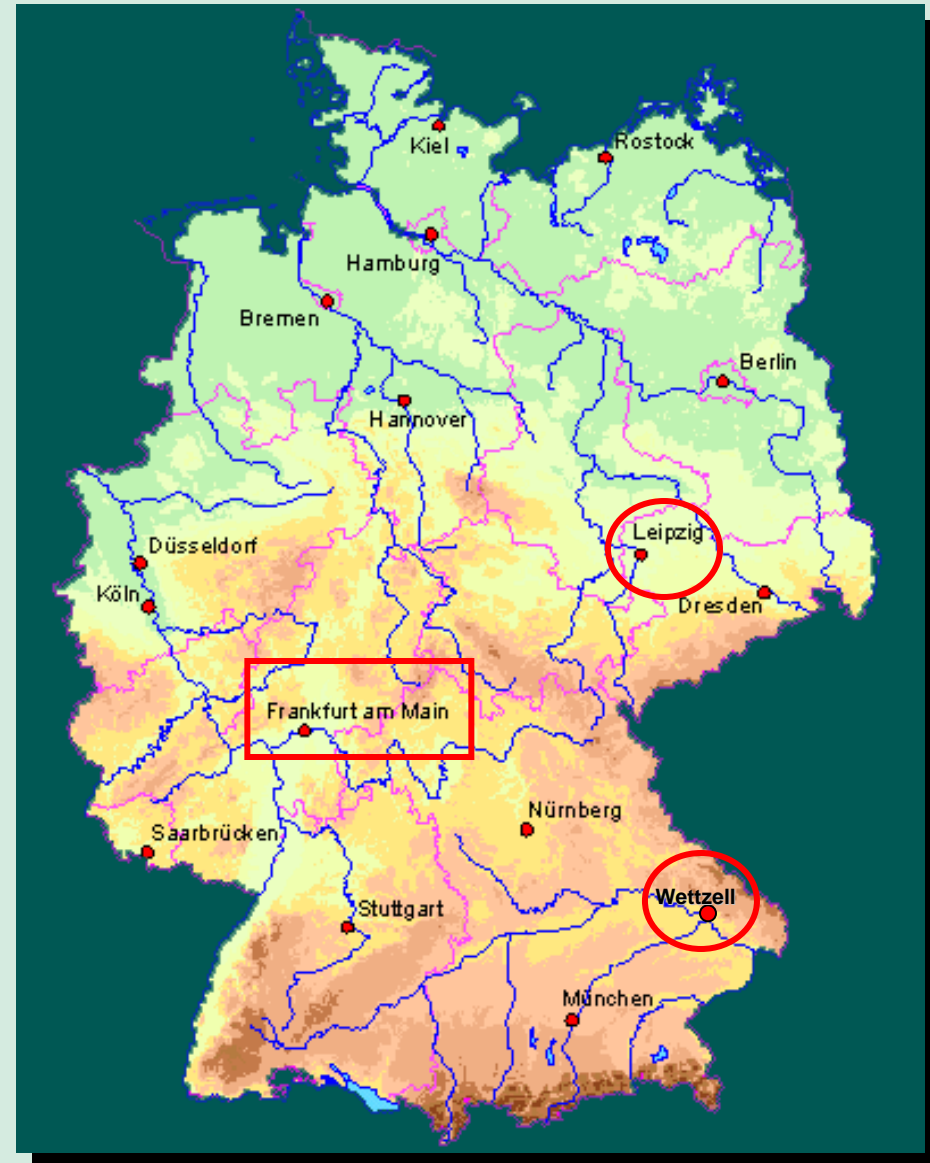 Kiel
Rostock
Hamburg
Bremen
Berlin
Hannover
Leipzig
Düsseldorf
Köln
Dresden
Frankfurt am Main
Nürnberg
Saarbrücken
Wettzell
Stuttgart
München